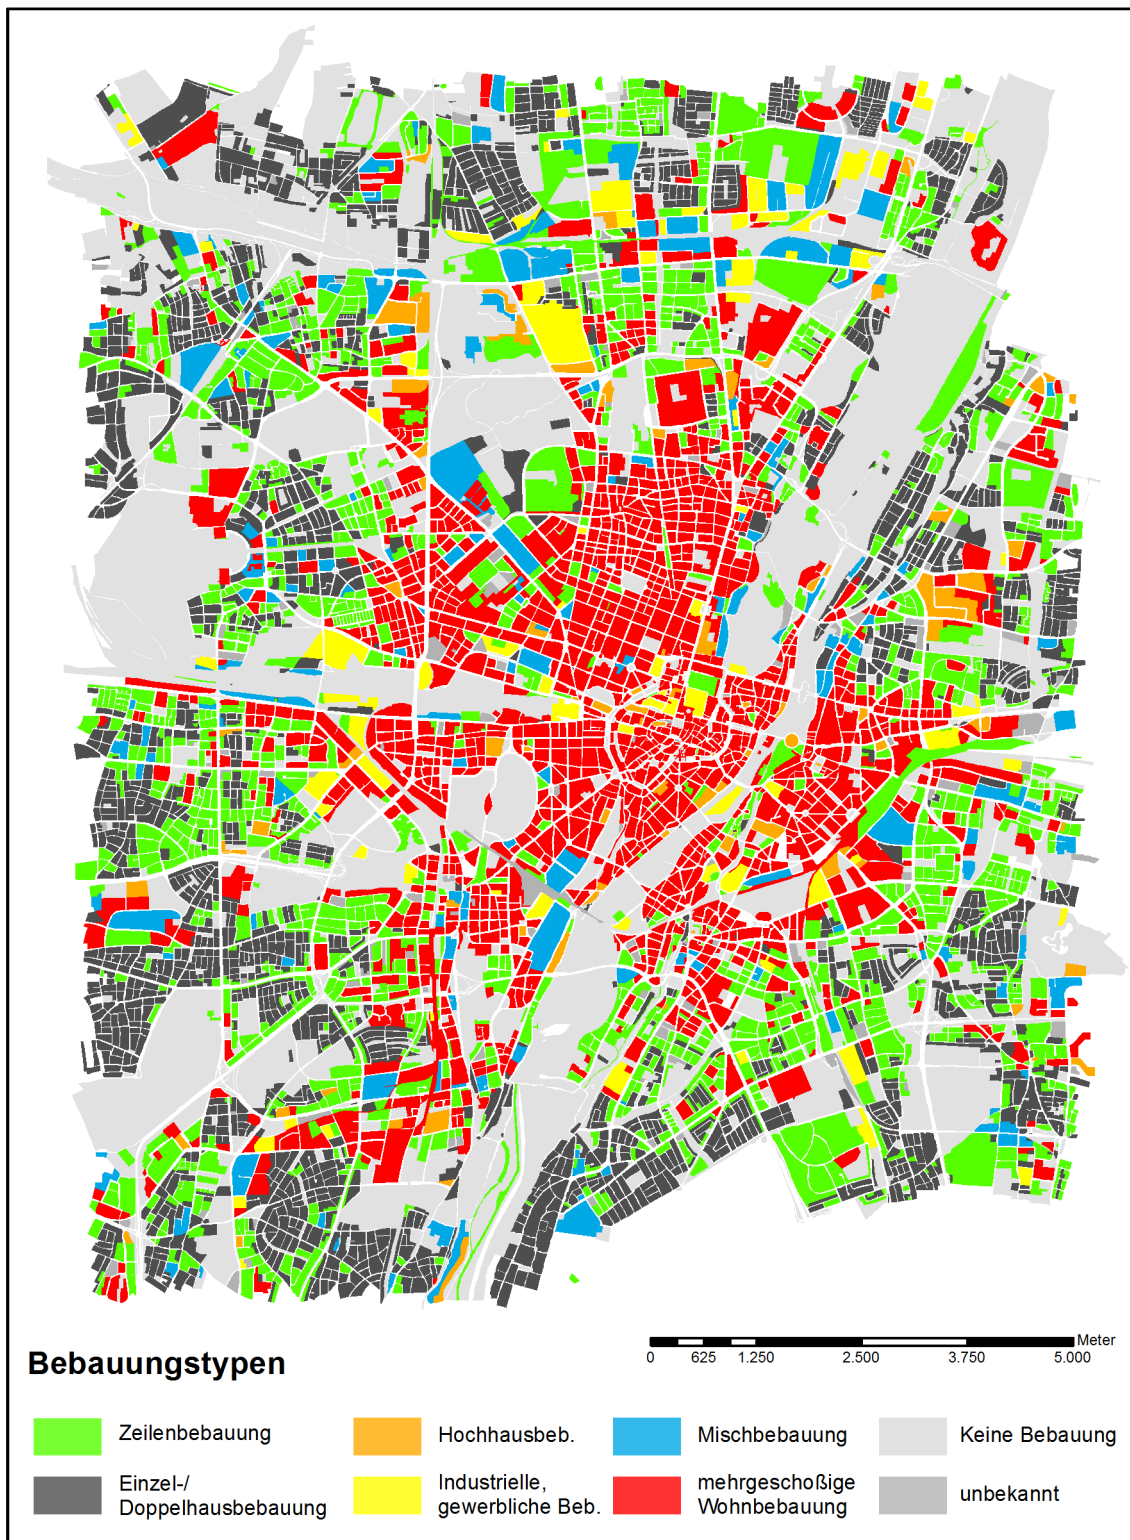 Meter
0 625 1.250 2.500 3.750 5.000
Bebauungstypen
Zeilenbebauung
Hochhausbeb.
Mischbebauung
Keine Bebauung
Einzel-/
Doppelhausbebauung
Industrielle,
gewerbliche Beb.
mehrgeschoßige
Wohnbebauung
unbekannt